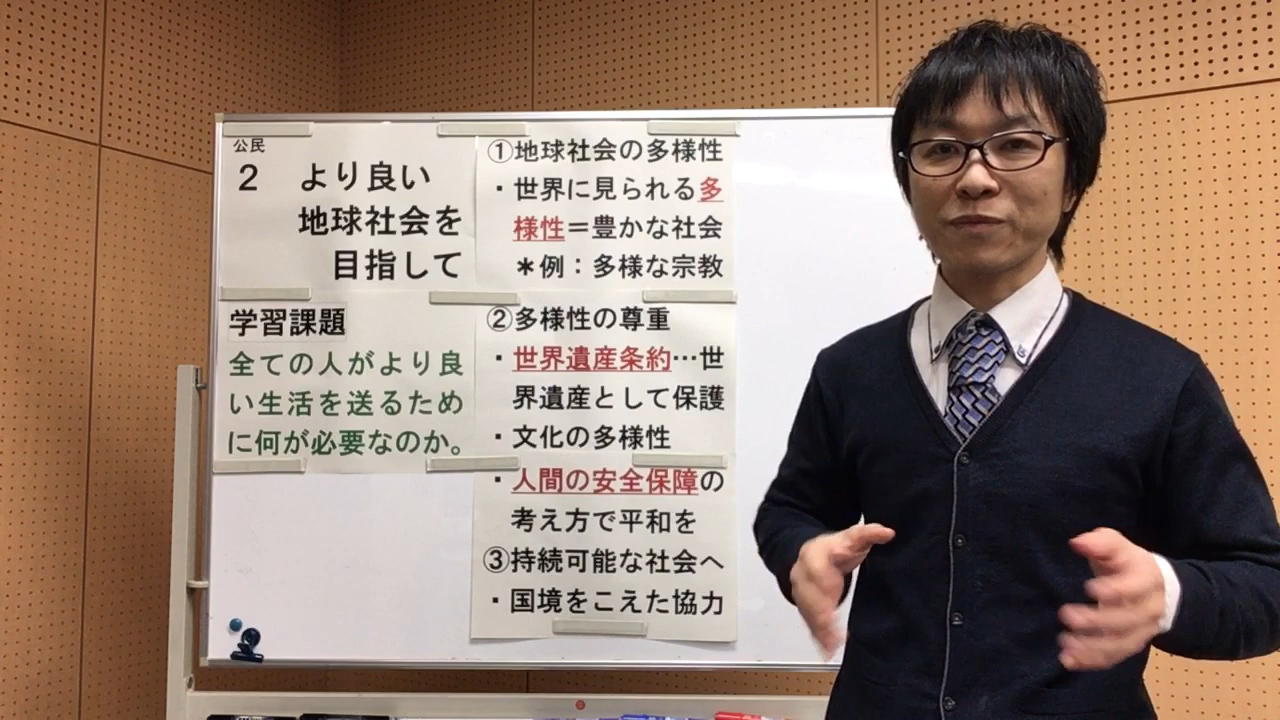 公民
2 より良い
地球社会を
目指して
学習課題
全ての人がより良
い生活を送るため
に何が必要なのか。
①地球社会の多様性
・世界に見られる多
様性＝豊かな社会
＊例：多様な宗教
②多様性の尊重
・世界遺産条約…世
界遺産として保護
・文化の多様性
・人間の安全保障の
考え方で平和を
③持続可能な社会へ
・国境をこえた協力